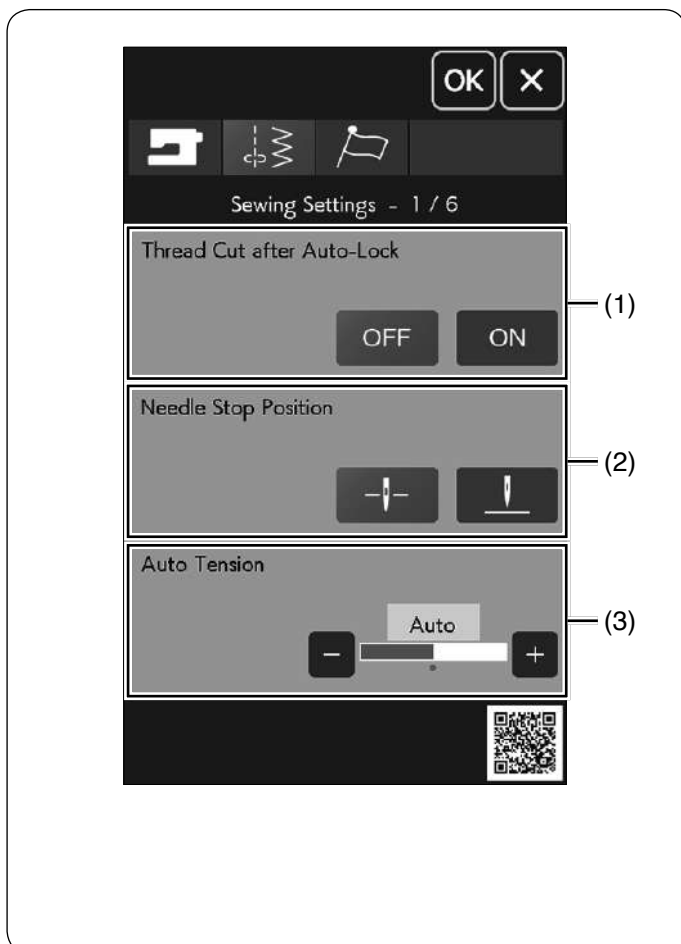 OK ×
Sewing Settings - 1 / 6
Thread Cut after Auto-Lock
(1)
OFF ON
Needle Stop Position
(2)
Auto Tension
Auto
(3)
- +